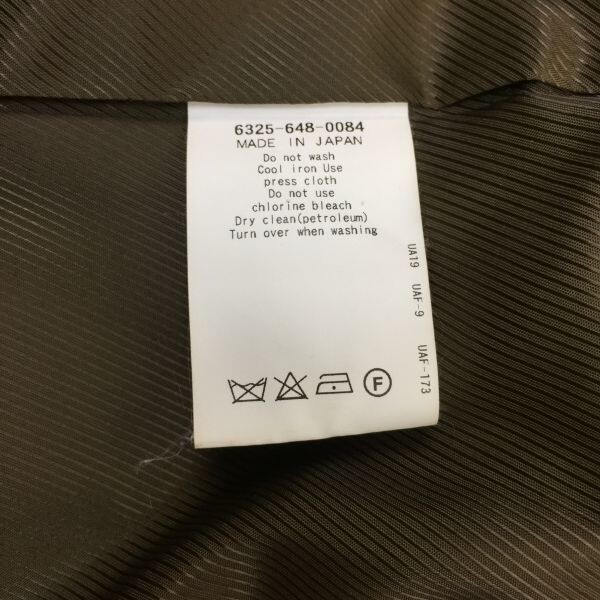 6325-648-0084
MADE IN JAPAN
Do not wash
Cool iron Use
press cloth
Do not use
chlorine bleach
Dry clean(petroleum)
Turn over when washing
UA19 UAF-9 UAF-173
F